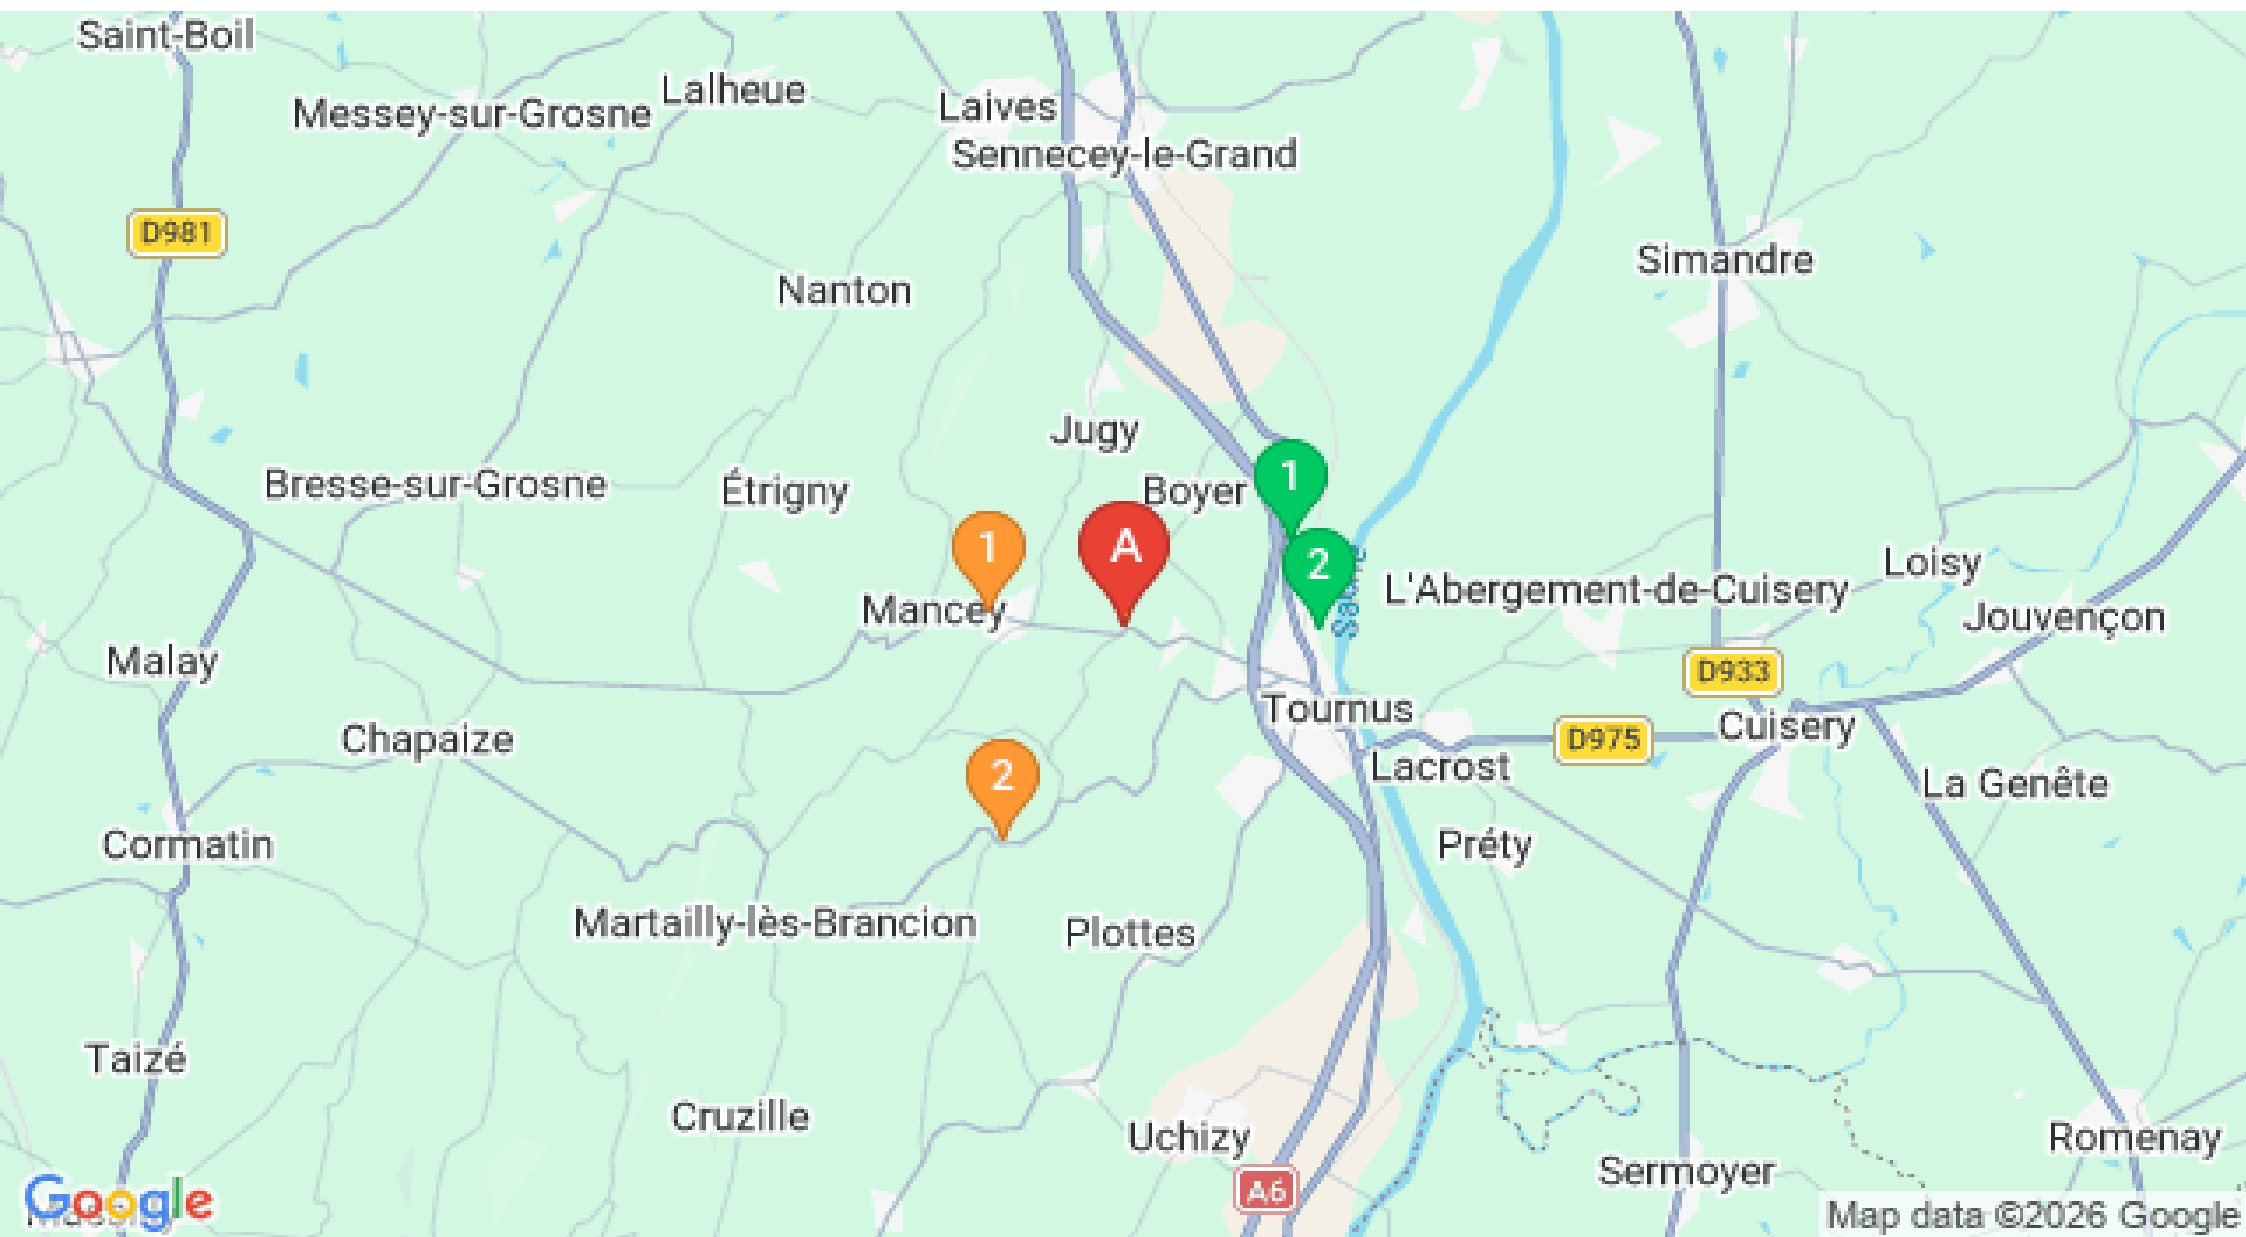 Saint-Boil
Lalheue
Messey-sur-Grosne
Laives
Sennecey-le-Grand
D981
Simandre
Nanton
Jugy
Bresse-sur-Grosne
Étrigny
Boyer
1
1
A
2
Saône
L'Abergement-de-Cuisery
Loisy
Mancey
Jouvençon
Malay
D933
Tournus
Cuisery
Chapaize
D975
Lacrost
2
La Genête
Cormatin
Préty
Martailly-lès-Brancion
Plottes
Taizé
Cruzille
Uchizy
Romenay
Sermoyer
A6
Google
Map data ©2026 Google